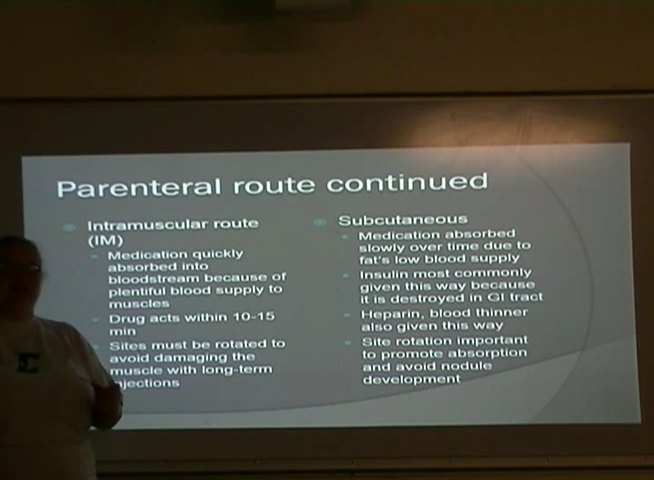 Parenteral route continued
Intramuscular route
(IM)
Medication quickly
absorbed into
bloodstream because of
plentiful blood supply to
muscles
Drug acts within 10-15
min
Sites must be rotated to
avoid damaging the
muscle with long-term
injections
Subcutaneous
Medication absorbed
slowly over time due to
fat's low blood supply
Insulin most commonly
given this way because
it is destroyed in GI tract
Heparin, blood thinner
also given this way
Site rotation important
to promote absorption
and avoid nodule
development
E